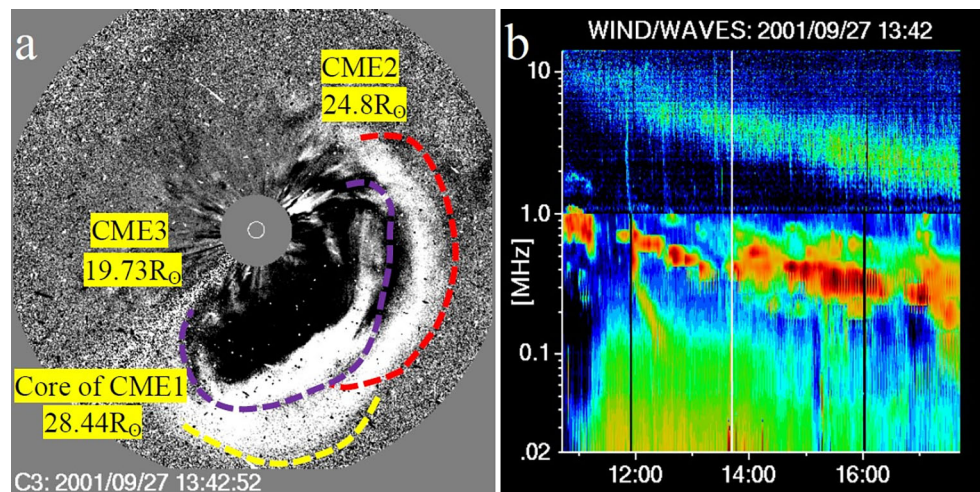 a
CME2
24.8R☉
CME3
19.73R☉
Core of CME1
28.44R☉
C3: 2001/09/27 13:42:52
b
WIND/WAVES: 2001/09/27 13:42
10
1.0
[MHz]
0.1
.02
12:00 14:00 16:00